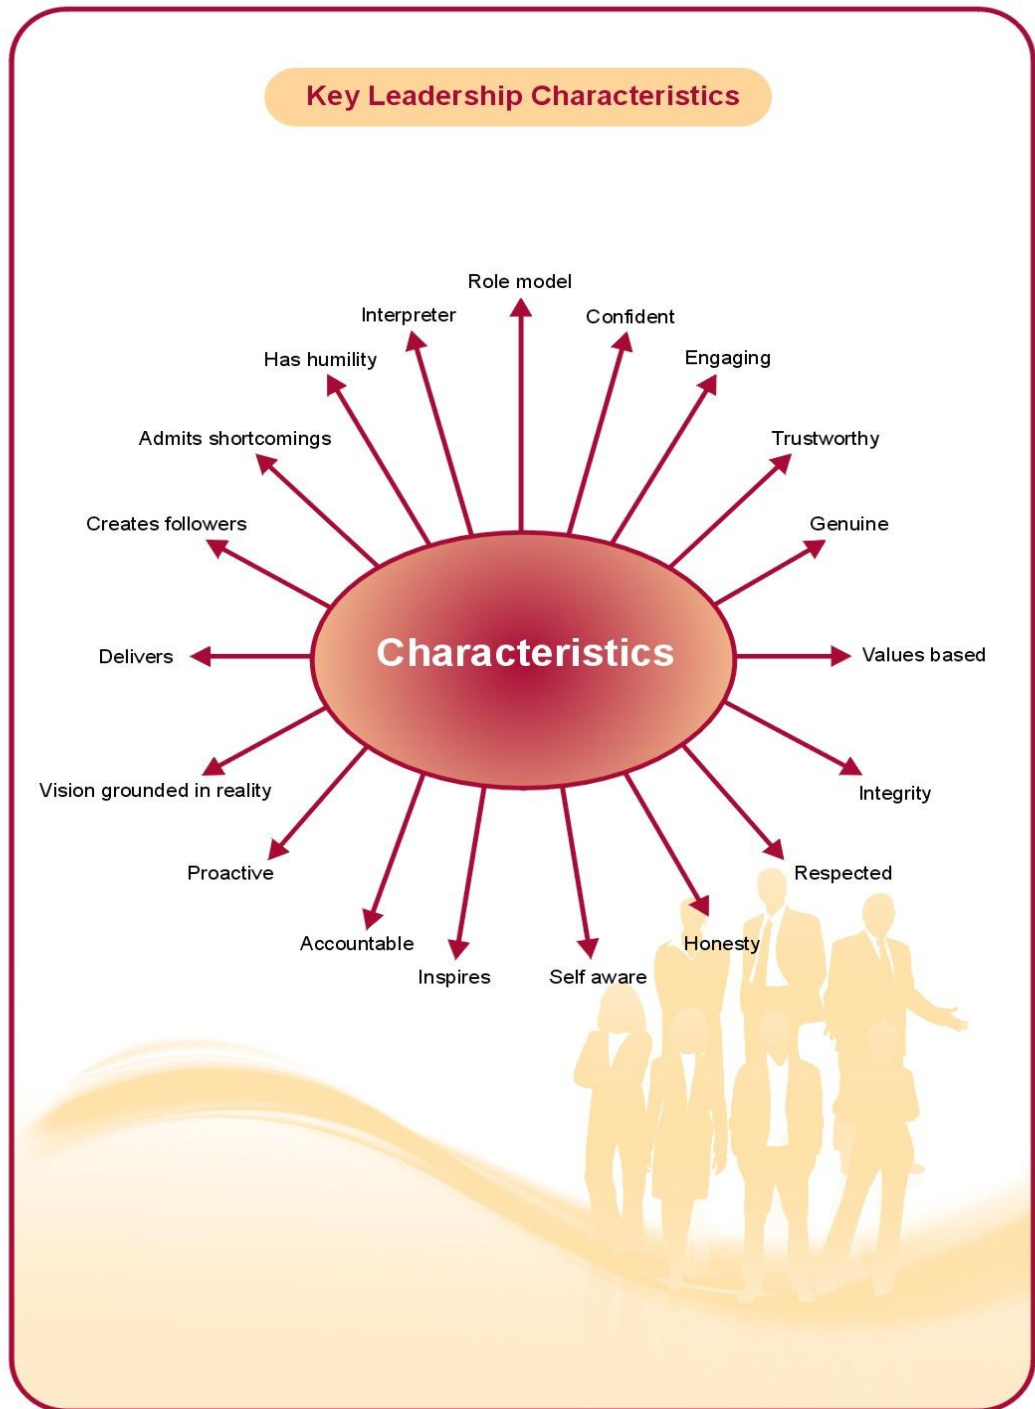 Key Leadership Characteristics
Role model
Interpreter
Confident
Has humility
Engaging
Admits shortcomings
Trustworthy
Creates followers
Genuine
Characteristics
Delivers
Values based
Vision grounded in reality
Integrity
Proactive
Respected
Accountable
Honesty
Inspires
Self aware